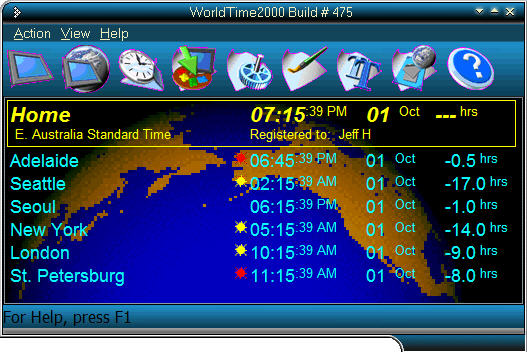 WorldTime2000 Build # 475
Action View Help
Home 07:15:39 PM 01 Oct --- hrs
E. Australia Standard Time Registered to: Jeff H
Adelaide 06:45:39 PM 01 Oct -0.5 hrs
Seattle 02:15:39 AM 01 Oct -17.0 hrs
Seoul 06:15:39 PM 01 Oct -1.0 hrs
New York 05:15:39 AM 01 Oct -14.0 hrs
London 10:15:39 AM 01 Oct -9.0 hrs
St. Petersburg 11:15:39 AM 01 Oct -8.0 hrs
For Help, press F1